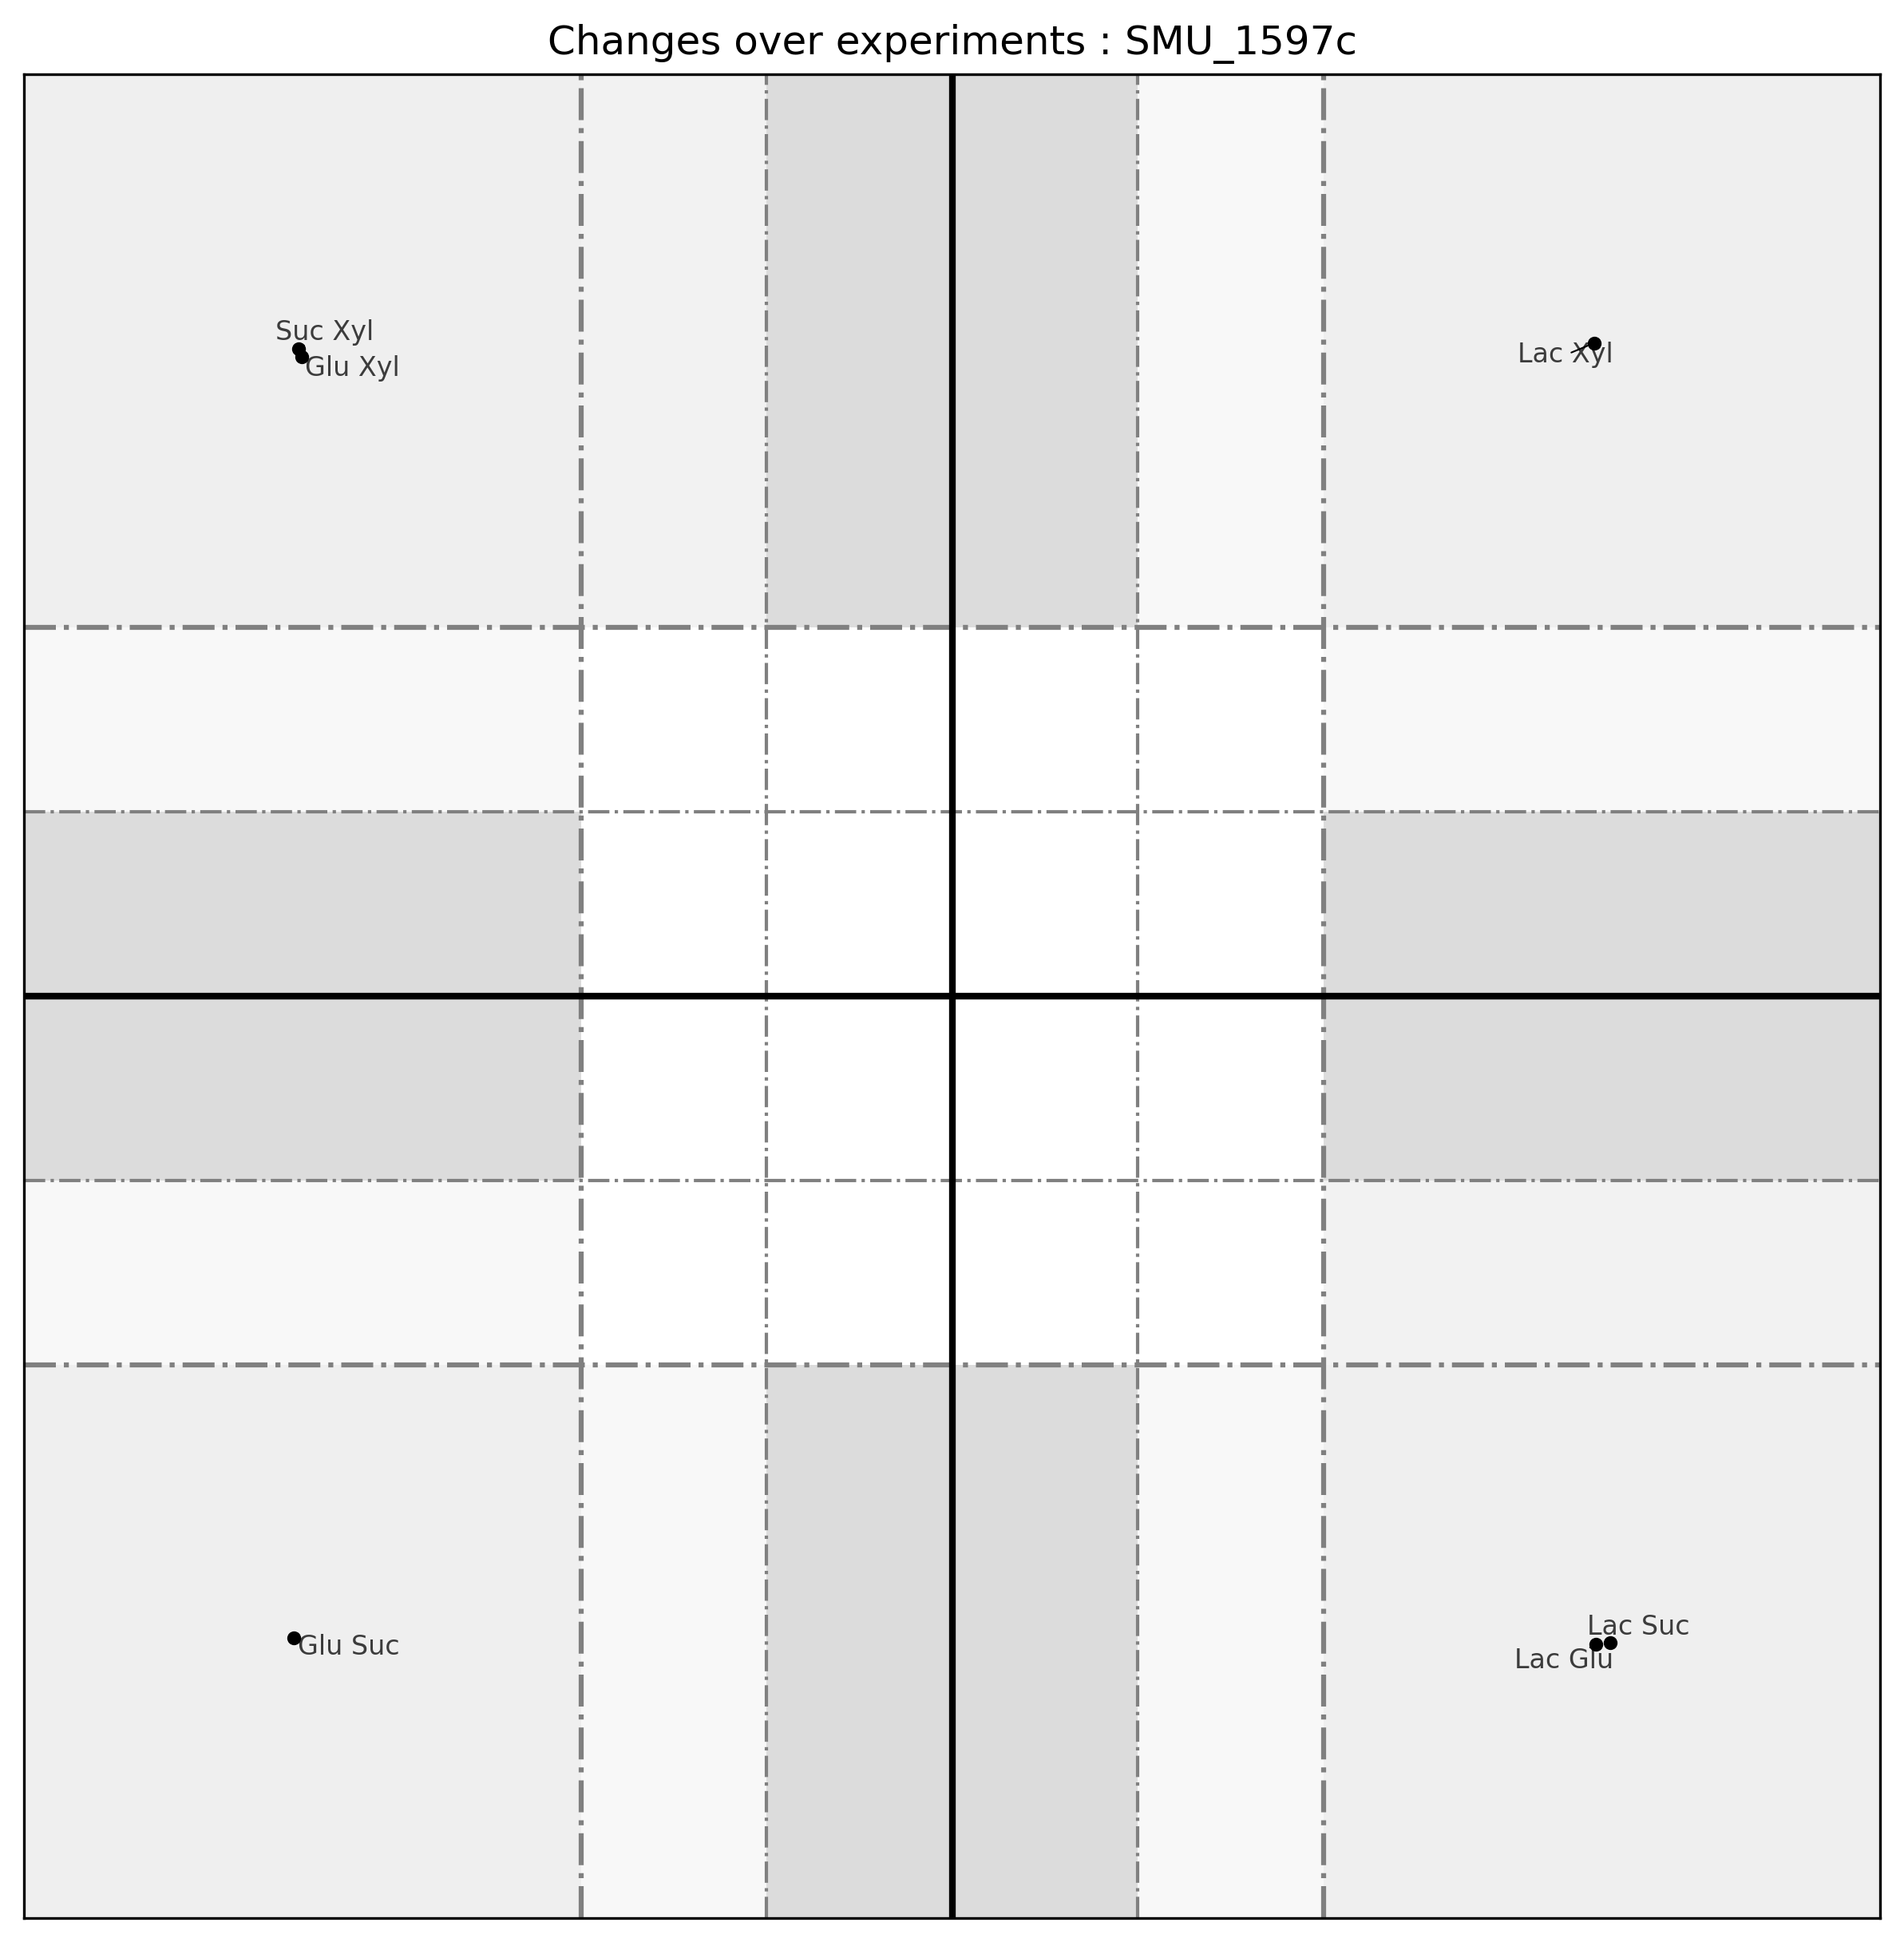 Changes over experiments : SMU_1597c
Suc Xyl
Glu Xyl
Lac Xyl
Glu Suc
Lac Suc
Lac Glu